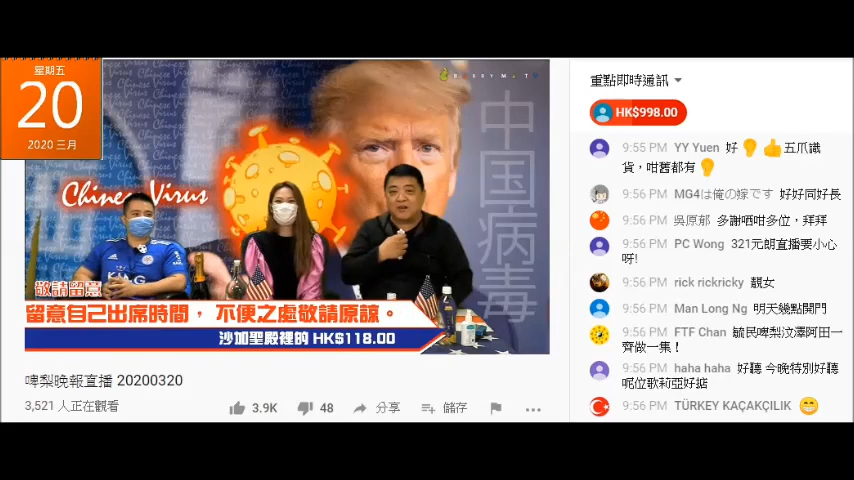 星期五
20
2020 三月
BARRYMA TV
Chinese Virus
中国病毒
KING
敬請留意
留意自己出席時間，不便之處敬請原諒。
沙加聖殿裡的 HK$118.00
啤梨晚報直播 20200320
3,521 人正在觀看
3.9K
48
分享
儲存
重點即時通訊
HK$998.00
9:55 PM YY Yuen 好💡👍五爪識
貨，咁舊都有💡
9:56 PM MG4は俺の嫁です 好好同好長
9:56 PM 吳原郁 多謝哂咁多位，拜拜
9:56 PM PC Wong 321元朗直播要小心
呀!
9:56 PM rick rickricky 靚女
9:56 PM Man Long Ng 明天幾點開門
9:56 PM FTF Chan 毓民啤梨汶澤阿田一
齊做一集！
9:56 PM haha haha 好聽 今晚特別好聽
呢位歌莉亞好掂
9:56 PM TÜRKEY KAÇAKÇILIK 😁